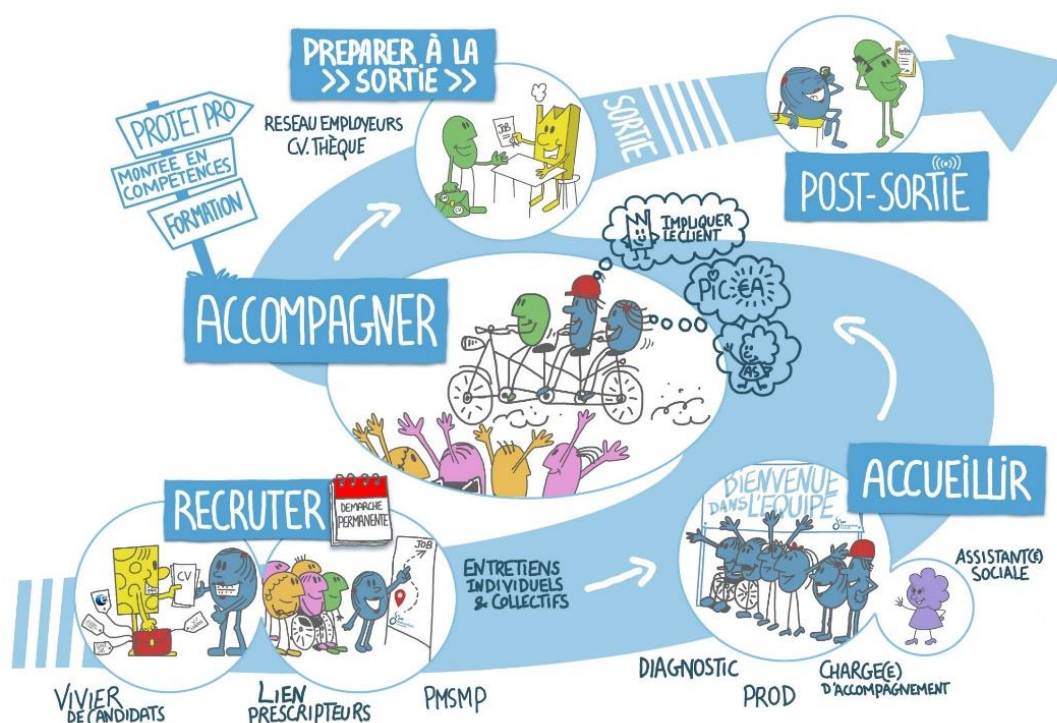 PREPARER À LA
>> SORTIE >>
RESEAU EMPLOYEURS
CV.THÈQUE
JOB
SORTIE
POST-SORTIE
PROJET PRO
MONTÉE EN
COMPÉTENCES
FORMATION
ACCOMPAGNER
IMPLIQUER
LE CLIENT
PIC €A
AS
RECRUTER
DEMARCHE
PERMANENTE
CV
JOB
ENTRETIENS
INDIVIDUELS
& COLLECTIFS
VIVIER
DE CANDIDATS
LIEN
PRESCRIPTEURS
PMSMP
ACCUEILLIR
BIENVENUE
DANS L'ÉQUIPE
ASSISTANT(E)
SOCIALE
DIAGNOSTIC
PROD
CHARGÉ(E)
D'ACCOMPAGNEMENT